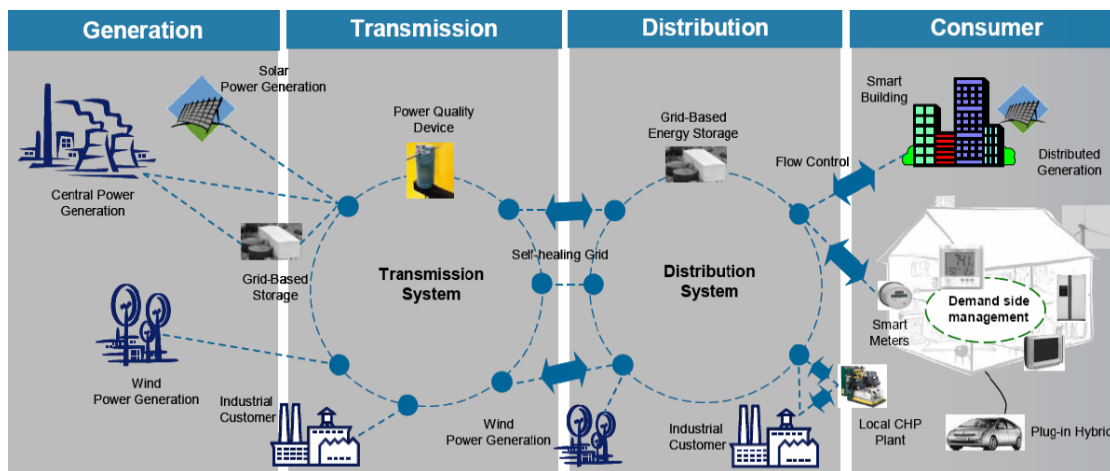 Generation
Transmission
Distribution
Consumer
Solar
Power Generation
Central Power
Generation
Grid-Based
Storage
Wind
Power Generation
Industrial
Customer
Power Quality
Device
Transmission
System
Self-healing Grid
Wind
Power Generation
Grid-Based
Energy Storage
Distribution
System
Industrial
Customer
Flow Control
Smart
Building
Distributed
Generation
Demand side
management
Smart
Meters
Local CHP
Plant
Plug-in Hybrid